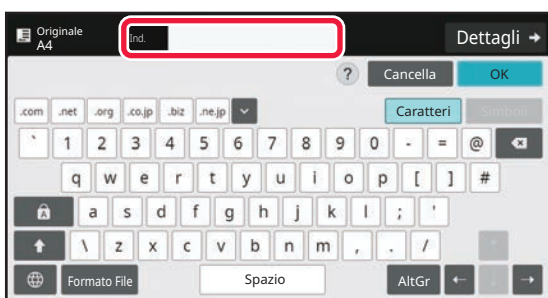 Originale
A4
Ind.
Dettagli →
? Cancella OK
.com .net .org .co.jp .biz .ne.jp Caratteri Simboli
` 1 2 3 4 5 6 7 8 9 0 - = @
q w e r t y u i o p [ ] #
A a s d f g h j k l ; '
\ z x c v b n m , . /
Formato File Spazio AltGr ← ↓ →